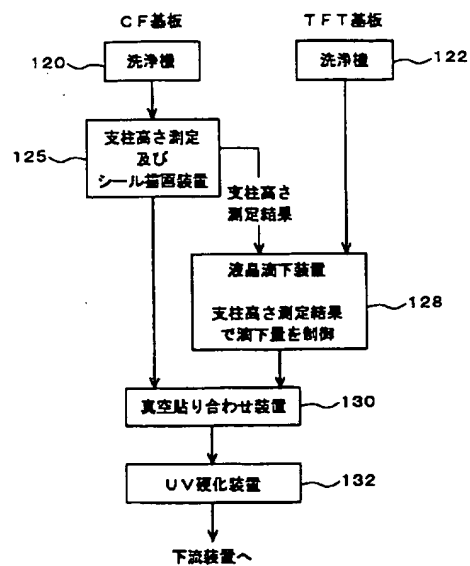 CF基板
TFT基板
120
洗浄機
洗浄機
122
125
支柱高さ測定
及び
シール描画装置
支柱高さ
測定結果
液晶滴下装置
支柱高さ測定結果
で滴下量を制御
128
真空貼り合わせ装置
130
UV硬化装置
132
下流装置へ